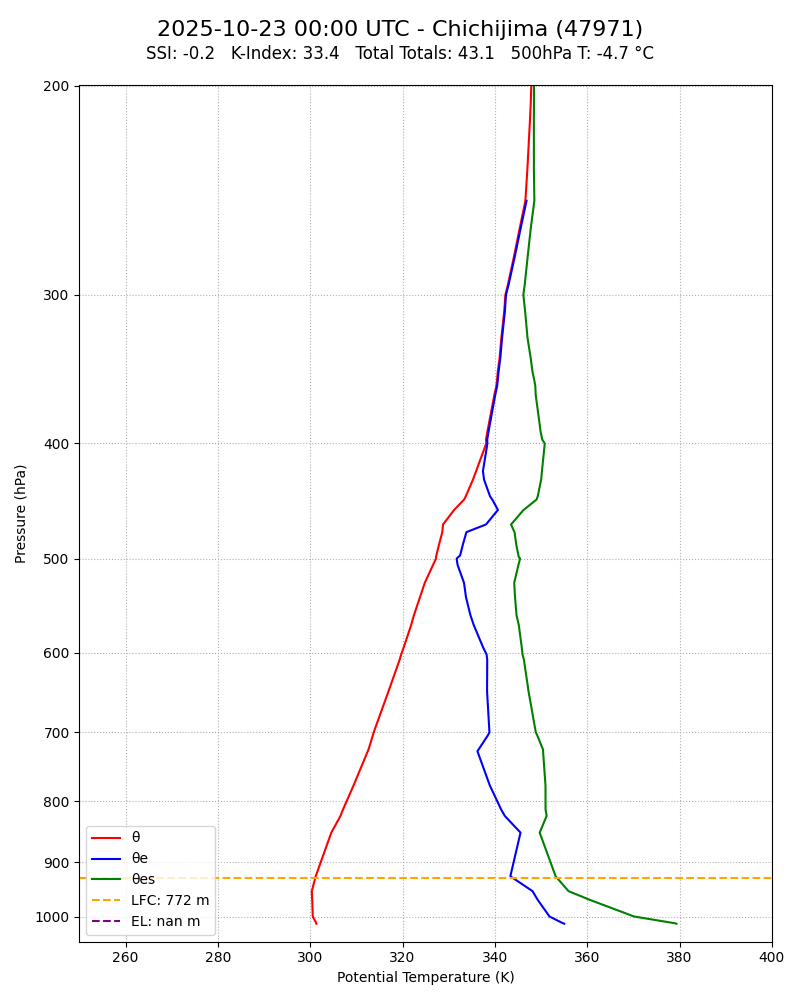 2025-10-23 00:00 UTC - Chichijima (47971)
SSI: -0.2   K-Index: 33.4   Total Totals: 43.1   500hPa T: -4.7 °C
200
300
400
500
600
700
800
900
1000
Pressure (hPa)
θ
θe
θes
LFC: 772 m
EL: nan m
260
280
300
320
340
360
380
400
Potential Temperature (K)